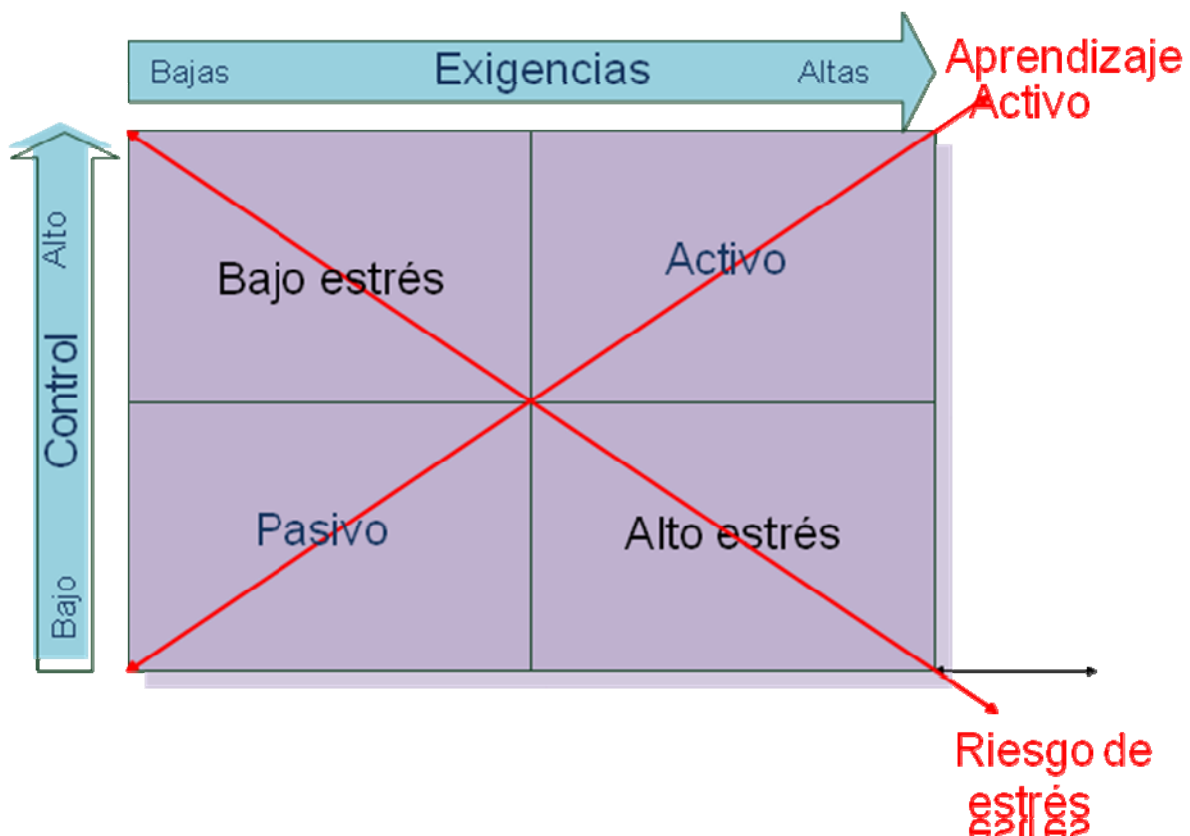 Bajas Exigencias Altas
Aprendizaje
Activo
Alto
Control
Bajo
Bajo estrés
Activo
Pasivo
Alto estrés
Riesgo de
estrés